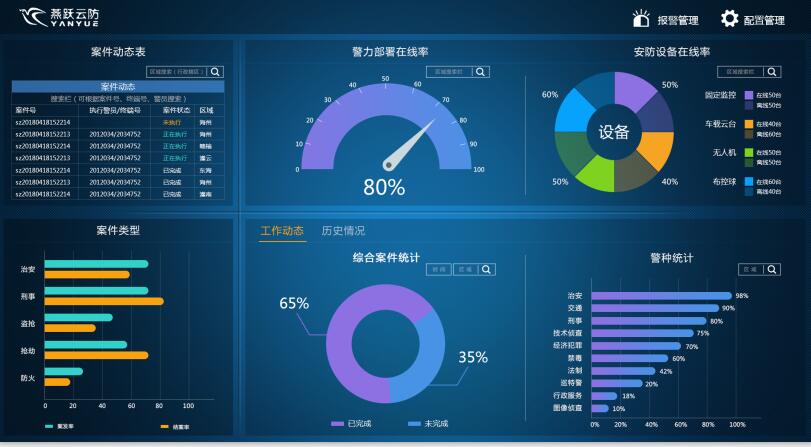 燕跃云防
YANYUE
报警管理
配置管理
案件动态表
区域搜索（行政辖区）
案件动态
搜索栏（可根据案件号、终端号、警员搜索）
案件号 执行警员/终端号 案件状态 区域
sz20180418152214 未执行 海州
sz20180418152213 2012034/2034752 正在执行 海州
sz20180418152214 2012034/2034752 正在执行 赣榆
sz20180418152214 2012034/2034752 正在执行 灌云
sz20180418152214 2012034/2034752 已完成 东海
sz20180418152213 2012034/2034752 已完成 海州
sz20180418152214 2012034/2034752 已完成 灌南
警力部署在线率
区域搜索栏
0
10
20
30
40
50
60
70
80
90
100
80%
安防设备在线率
区域搜索栏
60%
50%
50%
40%
设备
固定监控 在线50台
离线50台
车载云台 在线40台
离线60台
无人机 在线50台
离线50台
布控球 在线60台
离线40台
案件类型
治安
刑事
盗抢
抢劫
防火
0 20 40 60 80 100
案发率 结案率
工作动态 历史情况
综合案件统计
时间 区域
65%
35%
已完成 未完成
警种统计
区域
治安 98%
交通 90%
刑事 80%
技术侦查 75%
经济犯罪 70%
禁毒 60%
法制 42%
巡特警 20%
行政服务 18%
图像侦查 10%
0% 20% 40% 60% 80% 100%